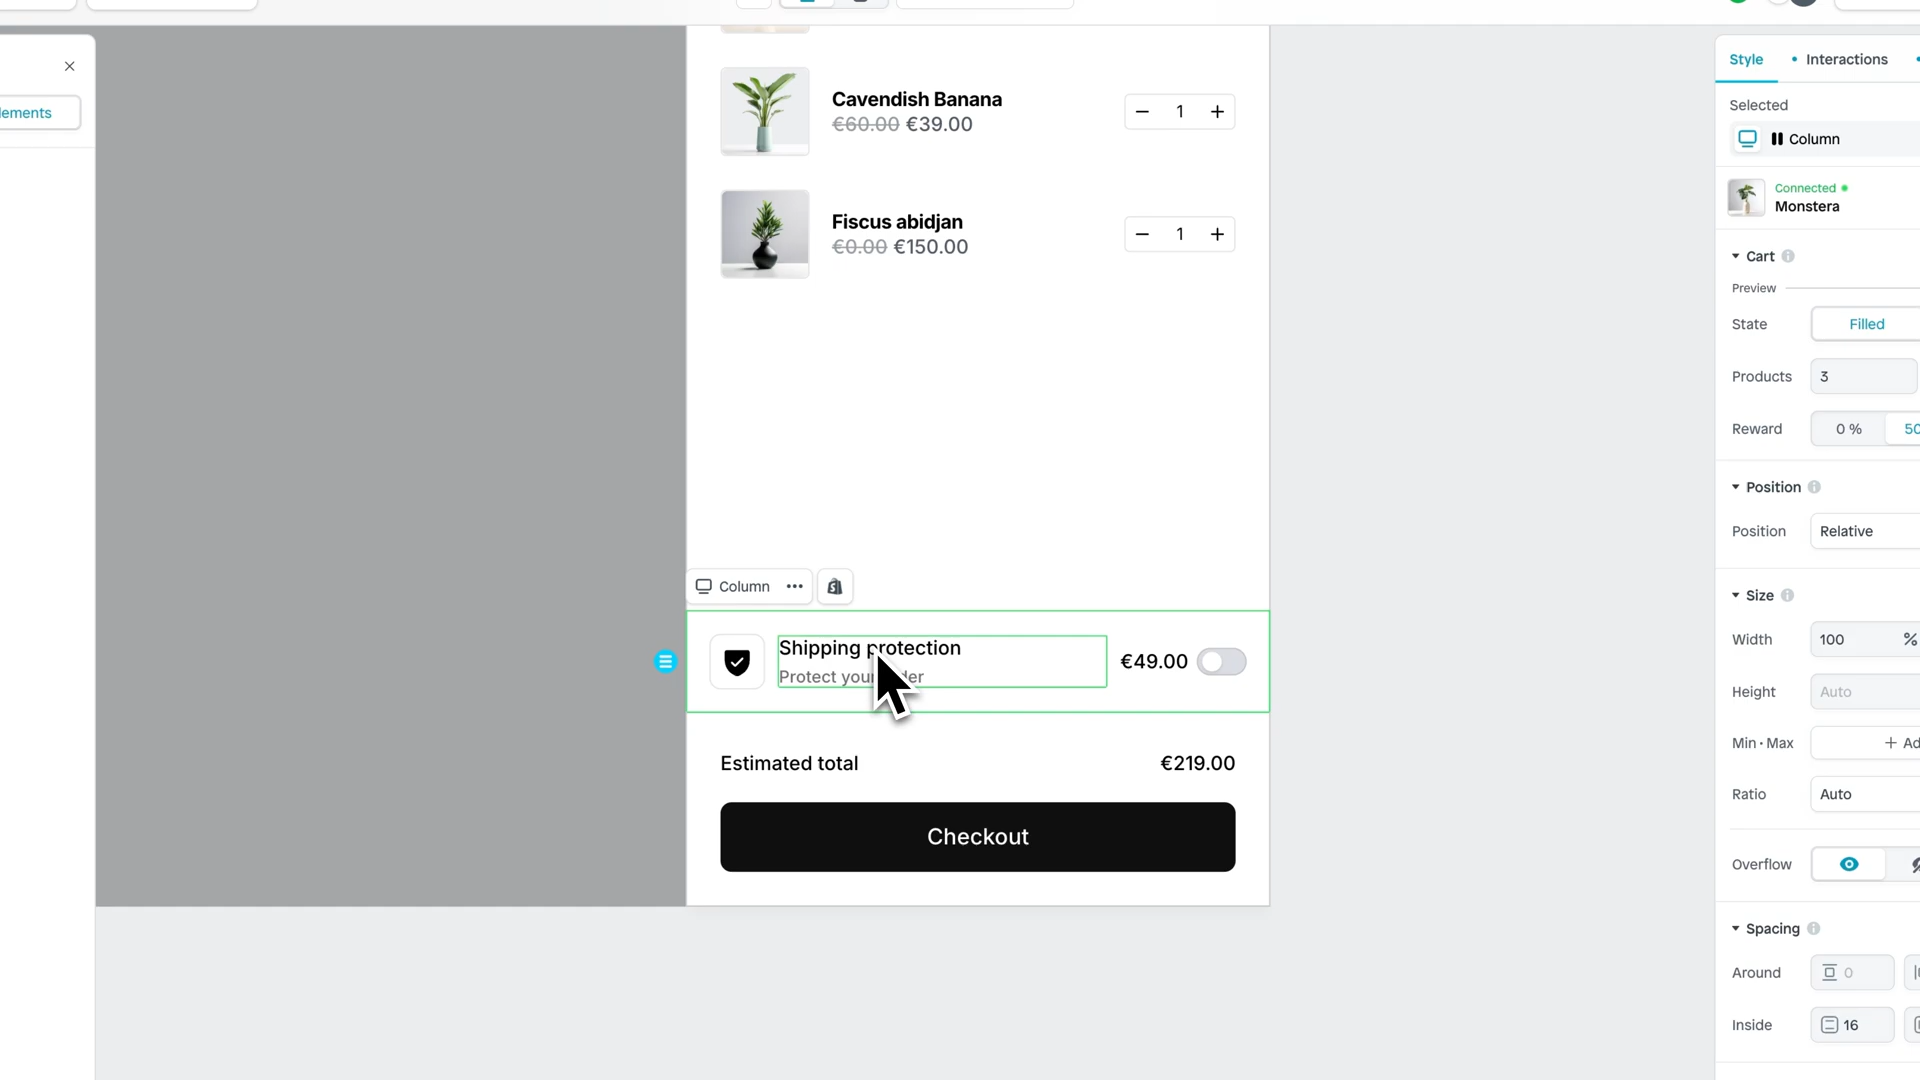 lements
Cavendish Banana
€60.00 €39.00
1
Fiscus abidjan
€0.00 €150.00
1
Column
Shipping protection
Protect your
€49.00
Estimated total
€219.00
Checkout
Style
Interactions
Selected
Column
Connected
Monstera
Cart
Preview
State
Filled
Products
3
Reward
0 %
50
Position
Position
Relative
Size
Width
100
%
Height
Auto
Min · Max
+ Ad
Ratio
Auto
Overflow
Spacing
Around
0
Inside
16